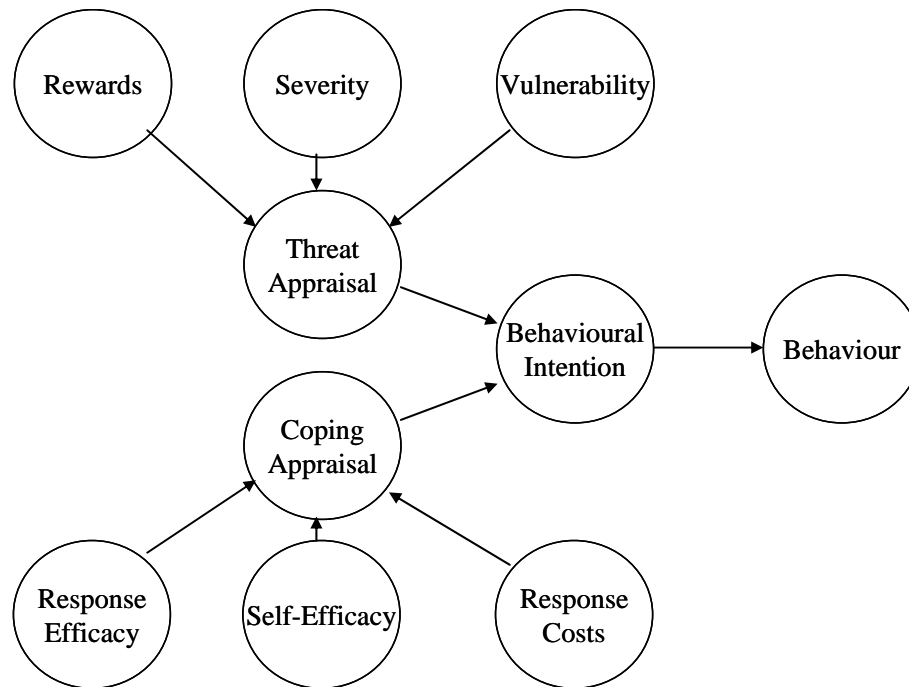 Rewards
Severity
Vulnerability
Threat
Appraisal
Behavioural
Intention
Behaviour
Coping
Appraisal
Response
Efficacy
Self-Efficacy
Response
Costs